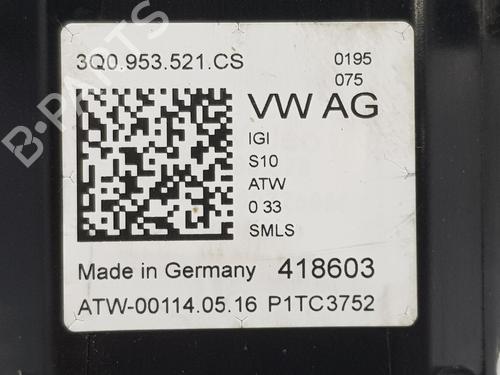 3Q0.953.521.CS 0195
075
VW AG
IGI
S10
ATW
0 33
SMLS
Made in Germany 418603
ATW-00114.05.16 P1TC3752
B-PARTS